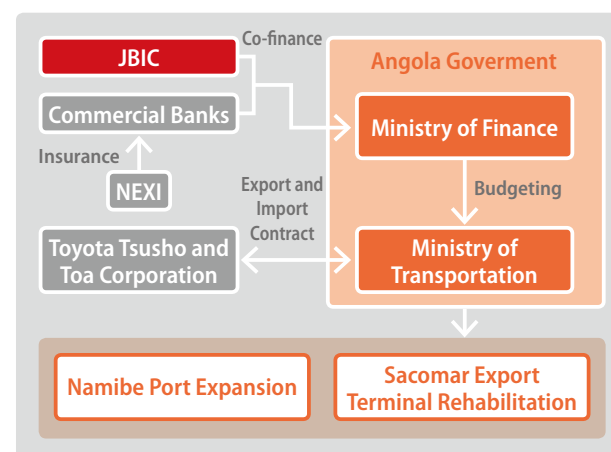 JBIC
Co-finance
Commercial Banks
Insurance
NEXI
Export and
Import
Contract
Toyota Tsusho and
Toa Corporation
Angola Goverment
Ministry of Finance
Budgeting
Ministry of
Transportation
Namibe Port Expansion
Sacomar Export
Terminal Rehabilitation